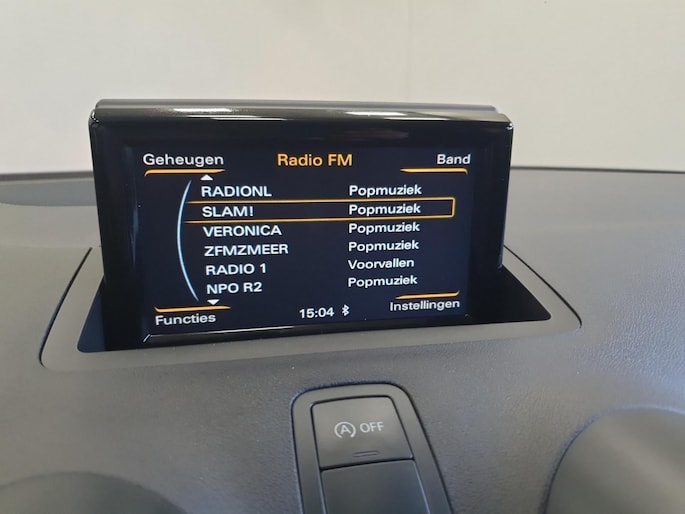 Geheugen Radio FM Band
RADIONL Popmuziek
SLAM! Popmuziek
VERONICA Popmuziek
ZFMZMEER Popmuziek
RADIO 1 Voorvallen
NPO R2 Popmuziek
Functies 15:04 Instellingen
A OFF